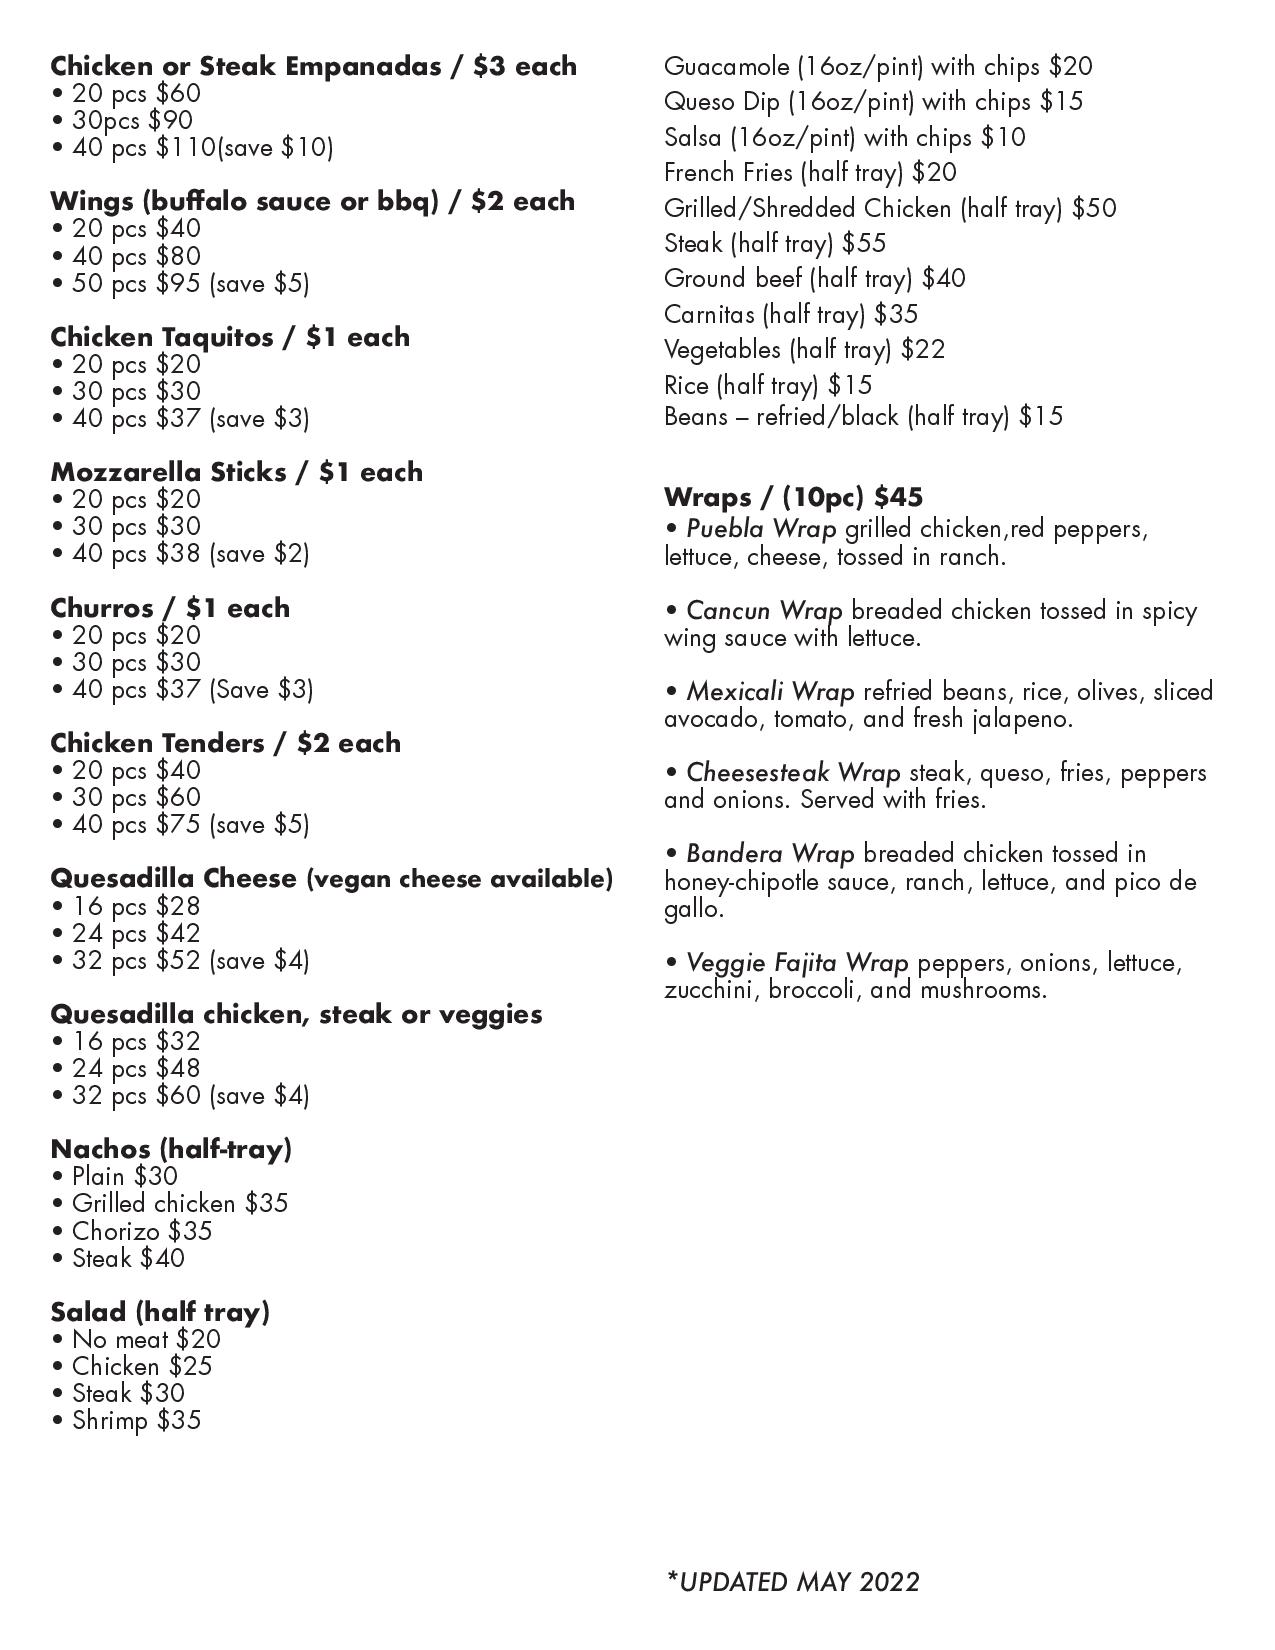 Chicken or Steak Empanadas / $3 each
• 20 pcs $60
• 30pcs $90
• 40 pcs $110(save $10)
Wings (buffalo sauce or bbq) / $2 each
• 20 pcs $40
• 40 pcs $80
• 50 pcs $95 (save $5)
Chicken Taquitos / $1 each
• 20 pcs $20
• 30 pcs $30
• 40 pcs $37 (save $3)
Mozzarella Sticks / $1 each
• 20 pcs $20
• 30 pcs $30
• 40 pcs $38 (save $2)
Churros / $1 each
• 20 pcs $20
• 30 pcs $30
• 40 pcs $37 (Save $3)
Chicken Tenders / $2 each
• 20 pcs $40
• 30 pcs $60
• 40 pcs $75 (save $5)
Quesadilla Cheese (vegan cheese available)
• 16 pcs $28
• 24 pcs $42
• 32 pcs $52 (save $4)
Quesadilla chicken, steak or veggies
• 16 pcs $32
• 24 pcs $48
• 32 pcs $60 (save $4)
Nachos (half-tray)
• Plain $30
• Grilled chicken $35
• Chorizo $35
• Steak $40
Salad (half tray)
• No meat $20
• Chicken $25
• Steak $30
• Shrimp $35
Guacamole (16oz/pint) with chips $20
Queso Dip (16oz/pint) with chips $15
Salsa (16oz/pint) with chips $10
French Fries (half tray) $20
Grilled/Shredded Chicken (half tray) $50
Steak (half tray) $55
Ground beef (half tray) $40
Carnitas (half tray) $35
Vegetables (half tray) $22
Rice (half tray) $15
Beans – refried/black (half tray) $15
Wraps / (10pc) $45
• Puebla Wrap grilled chicken,red peppers,
lettuce, cheese, tossed in ranch.
• Cancun Wrap breaded chicken tossed in spicy
wing sauce with lettuce.
• Mexicali Wrap refried beans, rice, olives, sliced
avocado, tomato, and fresh jalapeno.
• Cheesesteak Wrap steak, queso, fries, peppers
and onions. Served with fries.
• Bandera Wrap breaded chicken tossed in
honey-chipotle sauce, ranch, lettuce, and pico de
gallo.
• Veggie Fajita Wrap peppers, onions, lettuce,
zucchini, broccoli, and mushrooms.
*UPDATED MAY 2022